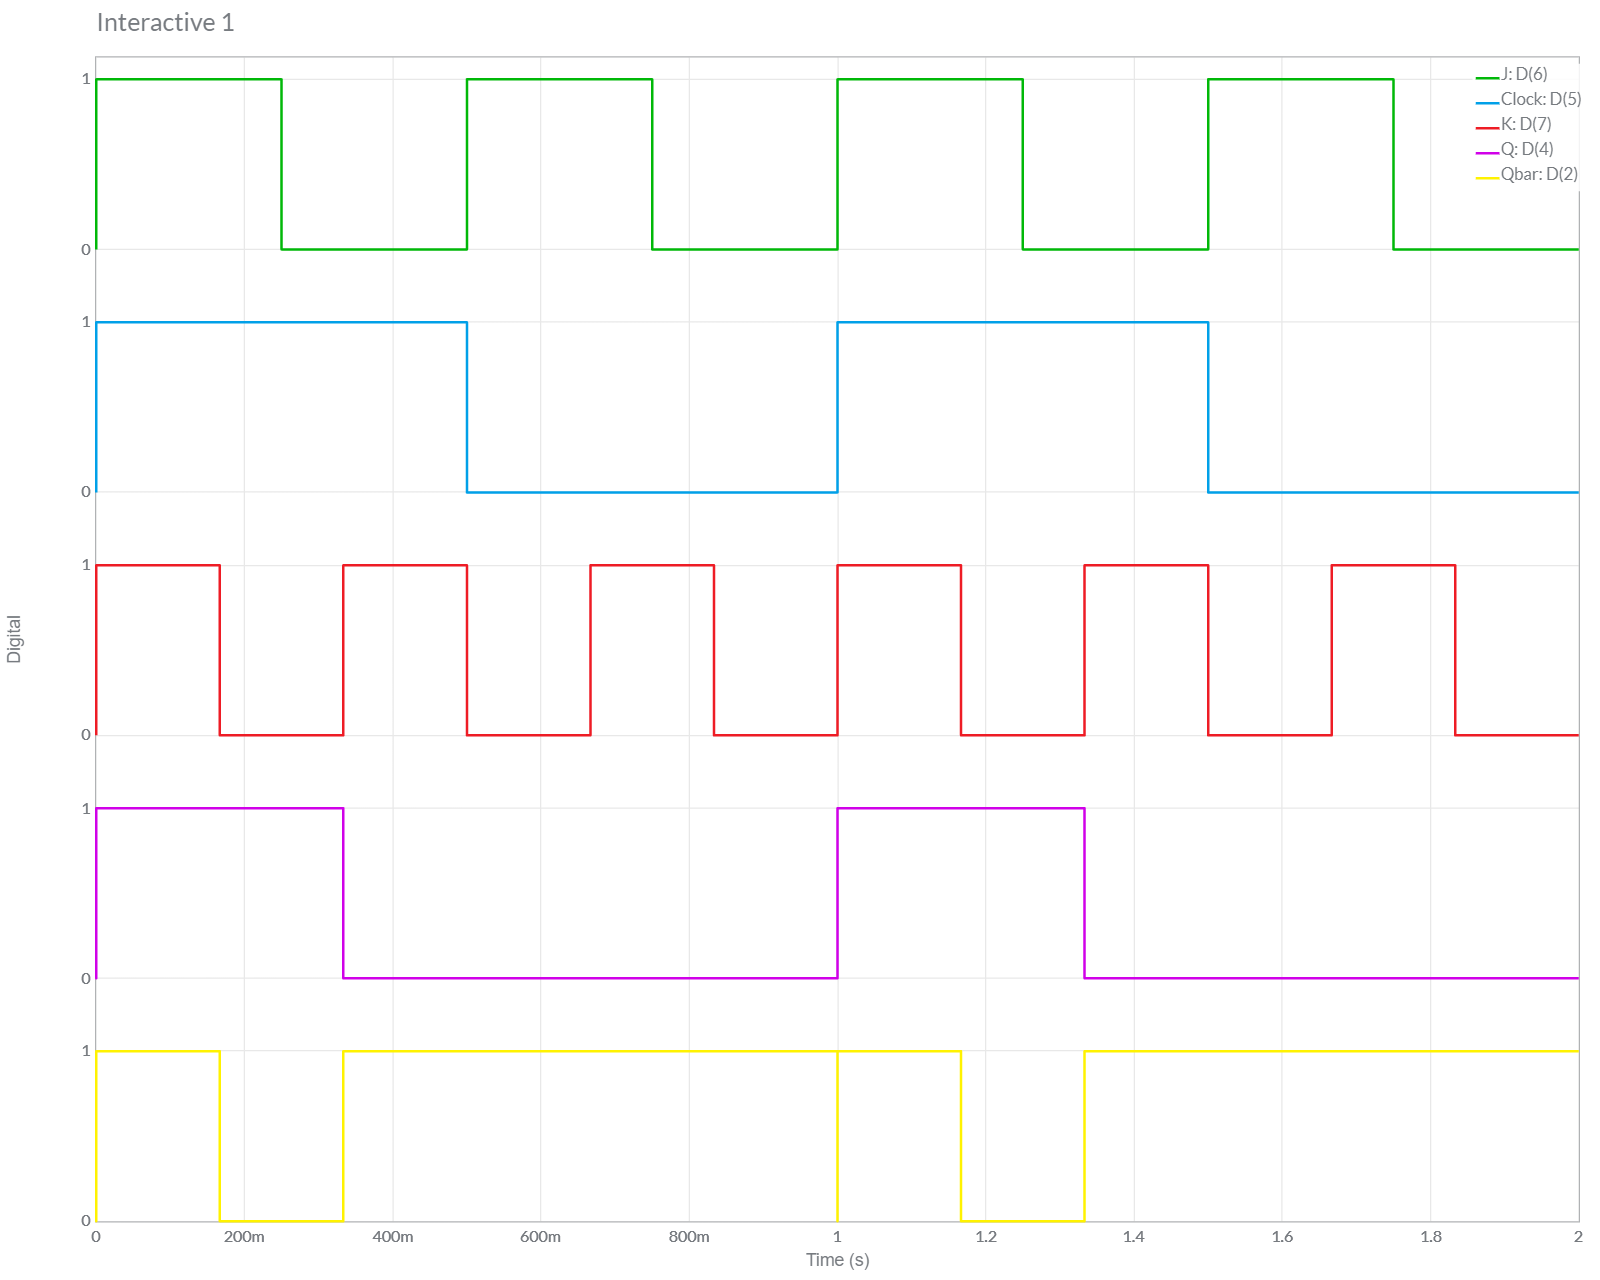 Interactive 1
J: D(6)
Clock: D(5)
K: D(7)
Q: D(4)
Qbar: D(2)
1
0
1
0
1
0
1
0
1
0
Digital
0 200m 400m 600m 800m 1 1.2 1.4 1.6 1.8 2
Time (s)